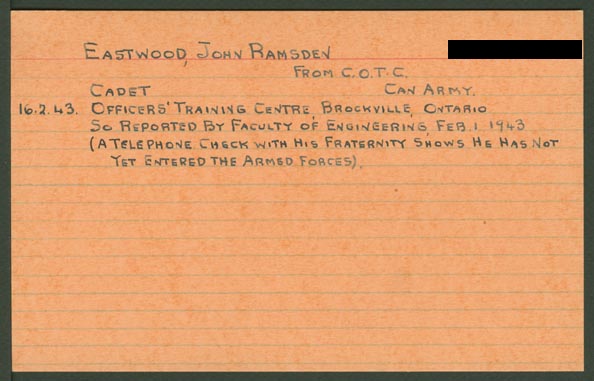 EASTWOOD, JOHN RAMSDEN
FROM C.O.T.C.
CADET CAN ARMY.
16.2.43. OFFICERS' TRAINING CENTRE, BROCKVILLE, ONTARIO
SO REPORTED BY FACULTY OF ENGINEERING, FEB. 1 1943
(A TELEPHONE CHECK WITH HIS FRATERNITY SHOWS HE HAS NOT
YET ENTERED THE ARMED FORCES).